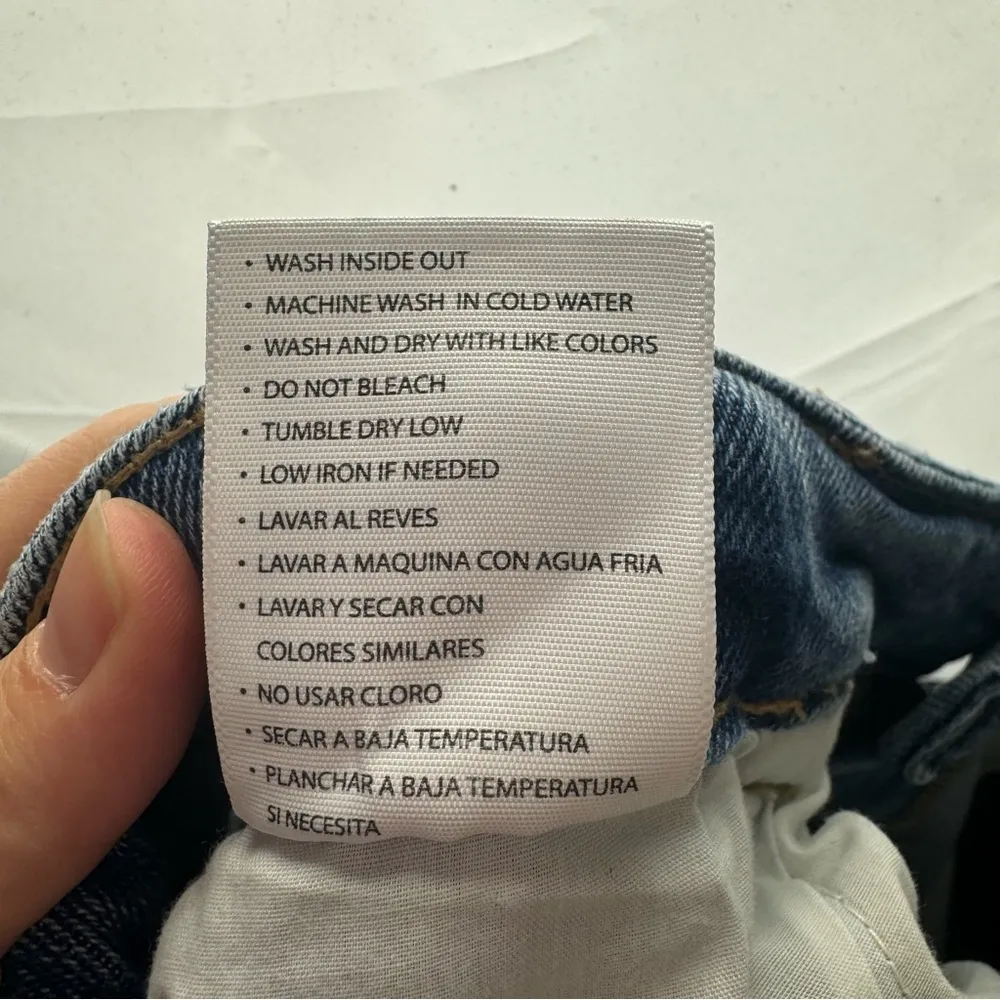 • WASH INSIDE OUT
• MACHINE WASH IN COLD WATER
• WASH AND DRY WITH LIKE COLORS
• DO NOT BLEACH
• TUMBLE DRY LOW
• LOW IRON IF NEEDED
• LAVAR AL REVES
• LAVAR A MAQUINA CON AGUA FRIA
• LAVAR Y SECAR CON
COLORES SIMILARES
• NO USAR CLORO
• SECAR A BAJA TEMPERATURA
• PLANCHAR A BAJA TEMPERATURA
SI NECESITA